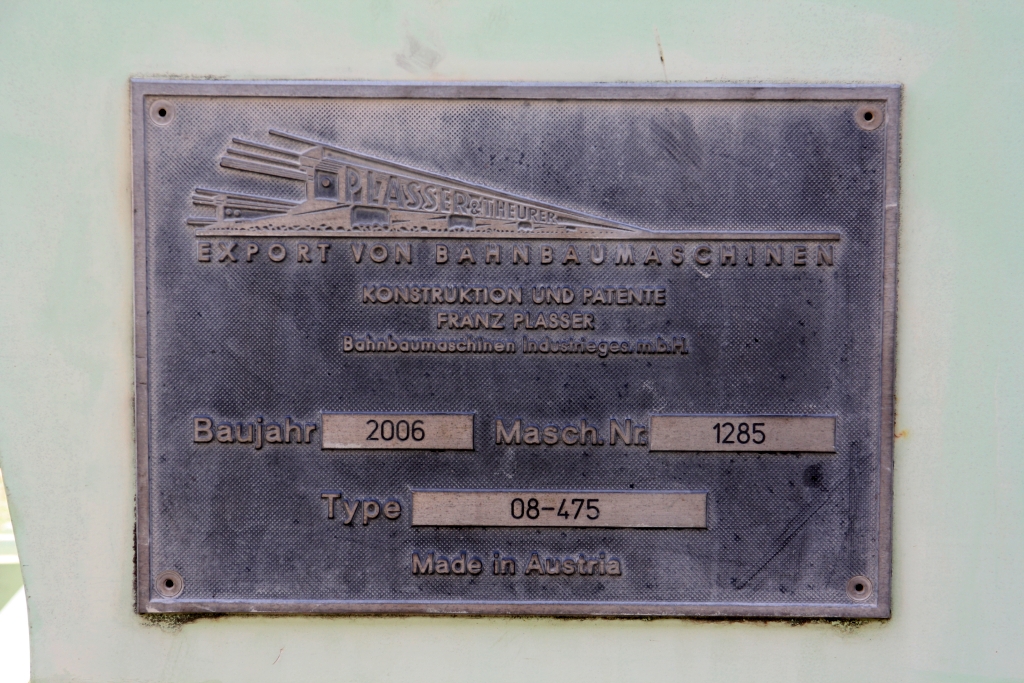 PLASSER & THEURER
EXPORT VON BAHNBAUMASCHINEN
KONSTRUKTION UND PATENTE
FRANZ PLASSER
Bahnbaumaschinen Industrieges. m.b.H.
Baujahr 2006 Masch. Nr. 1285
Type 08-475
Made in Austria